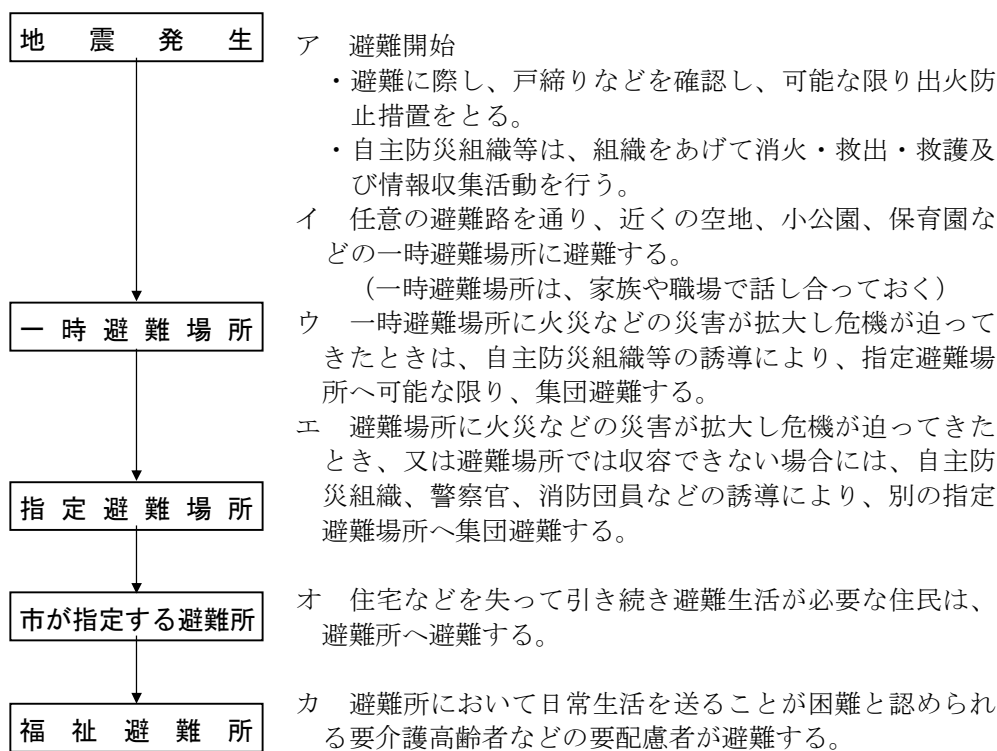 地震発生
ア　避難開始
・避難に際し、戸締りなどを確認し、可能な限り出火防
止措置をとる。
・自主防災組織等は、組織をあげて消火・救出・救護及
び情報収集活動を行う。
イ　任意の避難路を通り、近くの空地、小公園、保育園な
どの一時避難場所に避難する。
（一時避難場所は、家族や職場で話し合っておく）
一時避難場所
ウ　一時避難場所に火災などの災害が拡大し危機が迫って
きたときは、自主防災組織等の誘導により、指定避難場
所へ可能な限り、集団避難する。
エ　避難場所に火災などの災害が拡大し危機が迫ってきた
とき、又は避難場所では収容できない場合には、自主防
災組織、警察官、消防団員などの誘導により、別の指定
避難場所へ集団避難する。
指定避難場所
市が指定する避難所
オ　住宅などを失って引き続き避難生活が必要な住民は、
避難所へ避難する。
福祉避難所
カ　避難所において日常生活を送ることが困難と認められ
る要介護高齢者などの要配慮者が避難する。